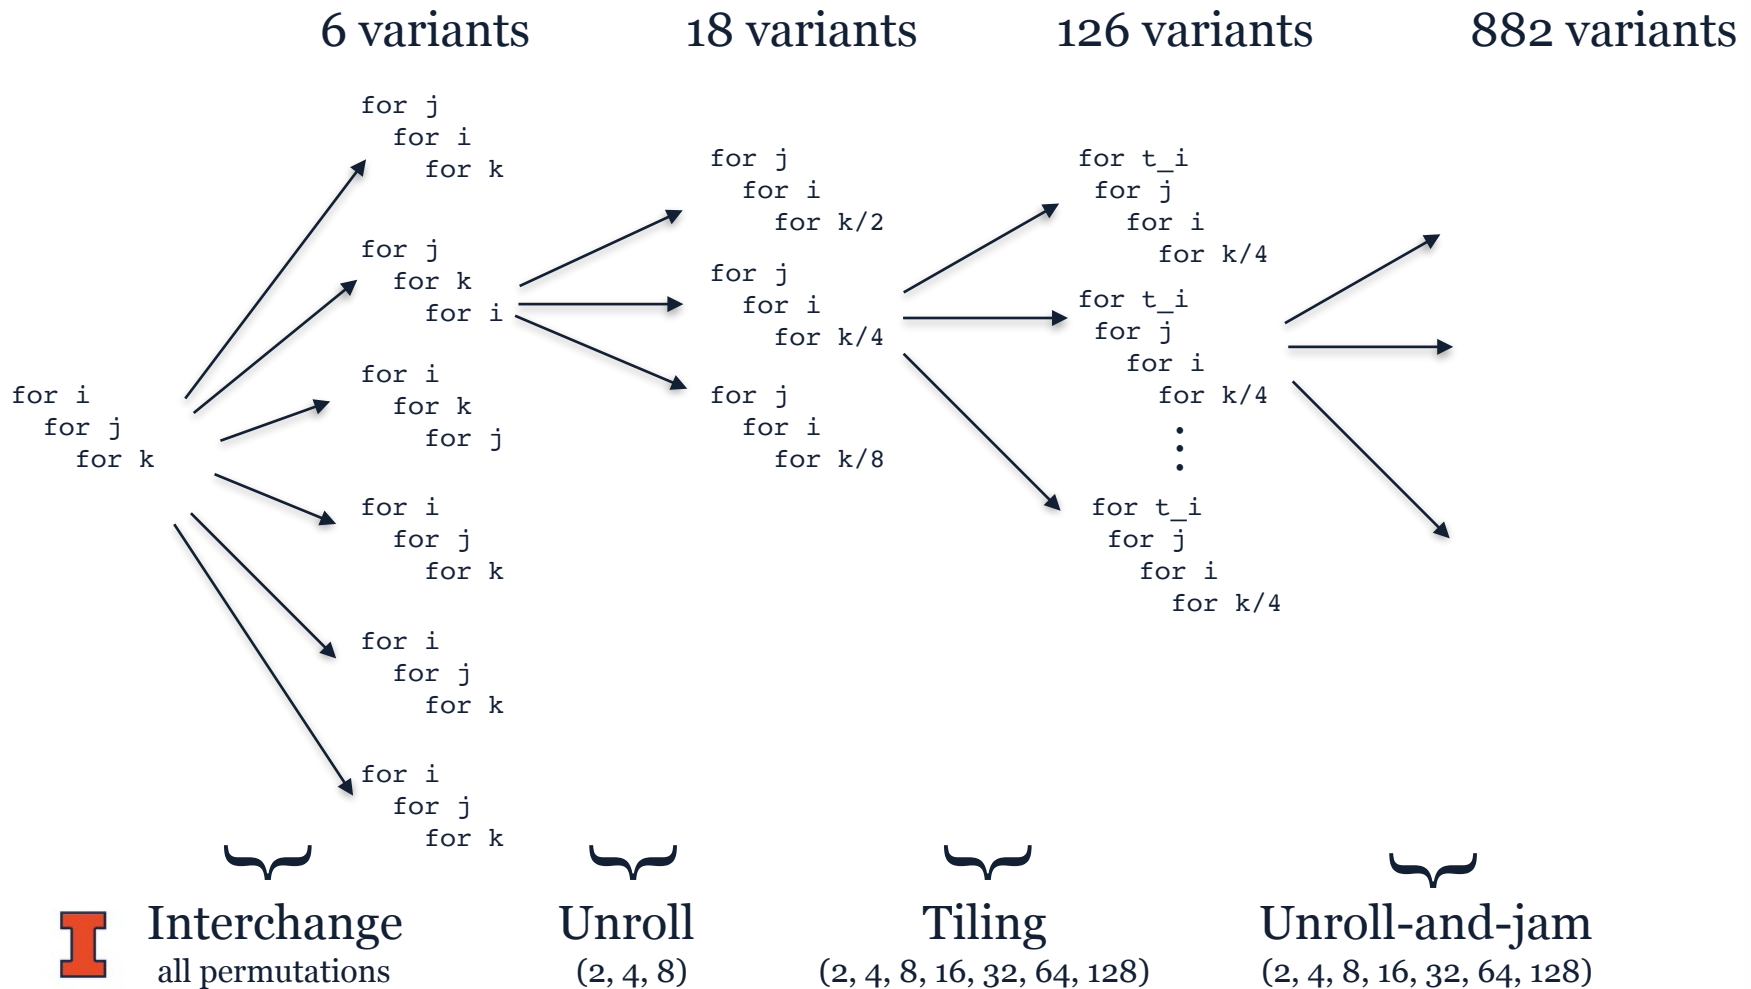 6 variants
18 variants
126 variants
882 variants
for i
for j
for k
for j
for i
for k
for j
for k
for i
for i
for k
for j
for i
for j
for k
for i
for j
for k
for i
for j
for k
for j
for i
for k/2
for j
for i
for k/4
for j
for i
for k/8
for t_i
for j
for i
for k/4
for t_i
for j
for i
for k/4
for t_i
for j
for i
for k/4
Interchange
all permutations
Unroll
(2, 4, 8)
Tiling
(2, 4, 8, 16, 32, 64, 128)
Unroll-and-jam
(2, 4, 8, 16, 32, 64, 128)